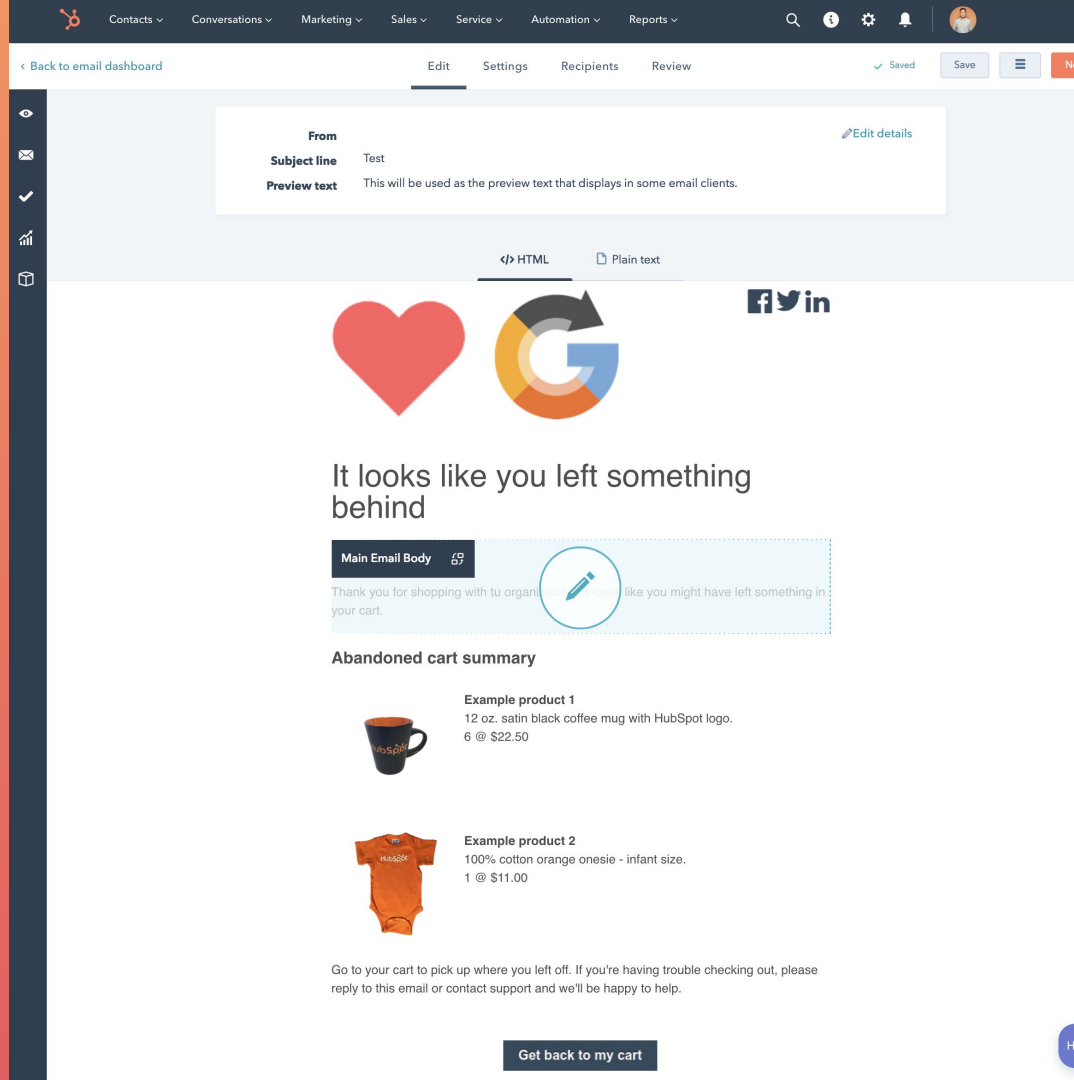 Contacts
Conversations
Marketing
Sales
Service
Automation
Reports
Back to email dashboard
Edit
Settings
Recipients
Review
Saved
Save
From
Edit details
Subject line
Test
Preview text
This will be used as the preview text that displays in some email clients.
</> HTML
Plain text
It looks like you left something
behind
Main Email Body
Thank you for shopping with tu like you might have left something in
your cart.
Abandoned cart summary
Example product 1
12 oz. satin black coffee mug with HubSpot logo.
6 @ $22.50
HubSpot
Example product 2
100% cotton orange onesie - infant size.
1 @ $11.00
HubSpot
Go to your cart to pick up where you left off. If you're having trouble checking out, please
reply to this email or contact support and we'll be happy to help.
Get back to my cart